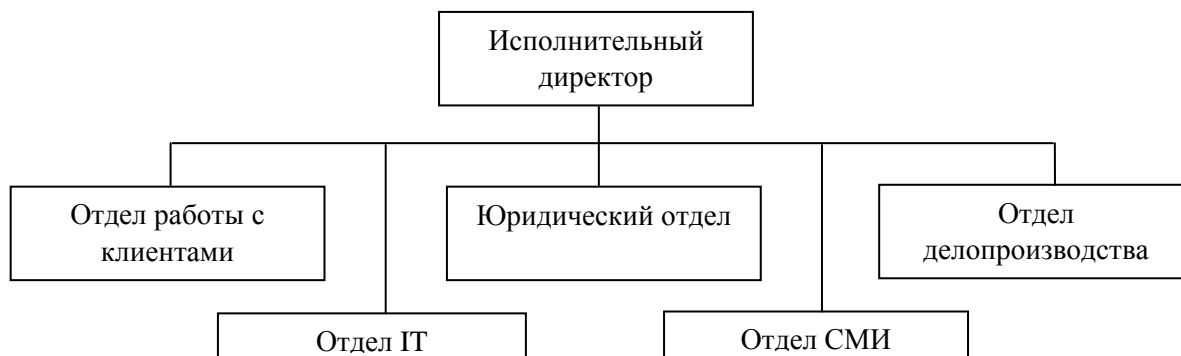 Исполнительный
директор
Отдел работы с
клиентами
Юридический отдел
Отдел
делопроизводства
Отдел IT
Отдел СМИ